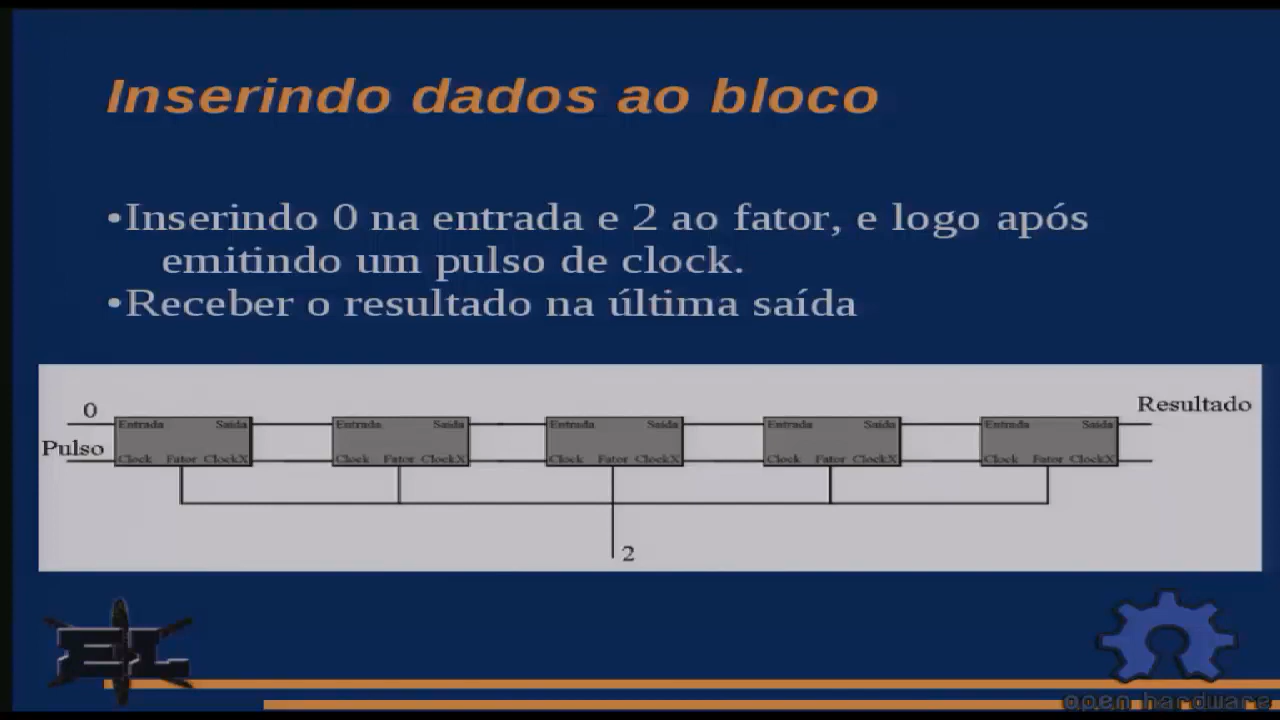 Inserindo dados ao bloco
•Inserindo 0 na entrada e 2 ao fator, e logo após
emitindo um pulso de clock.
•Receber o resultado na última saída
0
Resultado
Entrada Saída Entrada Saída Entrada Saída Entrada Saída Entrada Saída
Pulso
Clock Fator ClockX Clock Fator ClockX Clock Fator ClockX Clock Fator ClockX Clock Fator ClockX
2
EL
open hardware